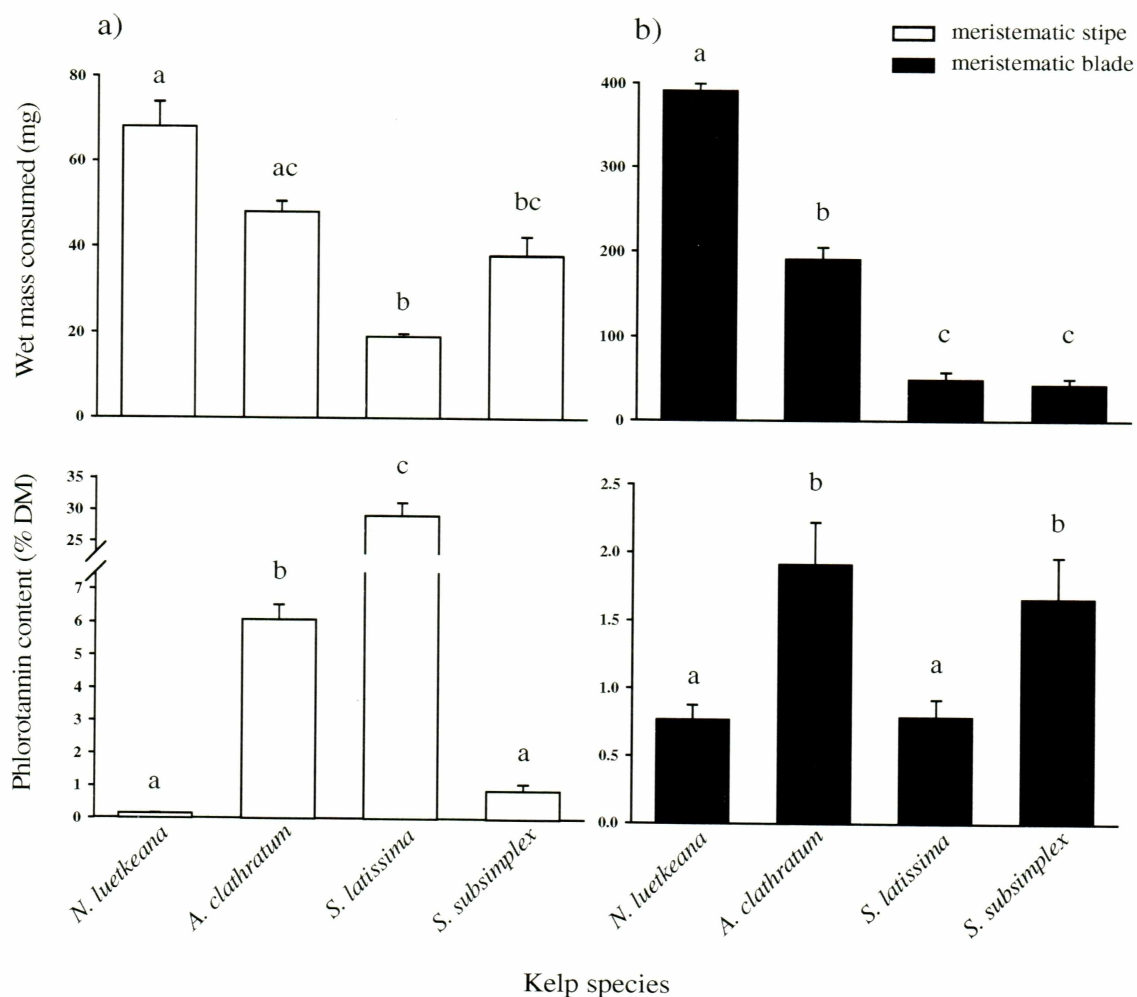 a)
b)
meristematic stipe
meristematic blade
Wet mass consumed (mg)
80
60
40
20
0
a
ac
b
bc
400
300
200
100
0
a
b
c
c
Phlorotannin content (% DM)
35
30
25
7
6
5
4
3
2
1
0
a
b
c
a
2.5
2.0
1.5
1.0
0.5
0.0
a
b
a
b
N. luetkeana
A. clathratum
S. latissima
S. subsimplex
N. luetkeana
A. clathratum
S. latissima
S. subsimplex
Kelp species